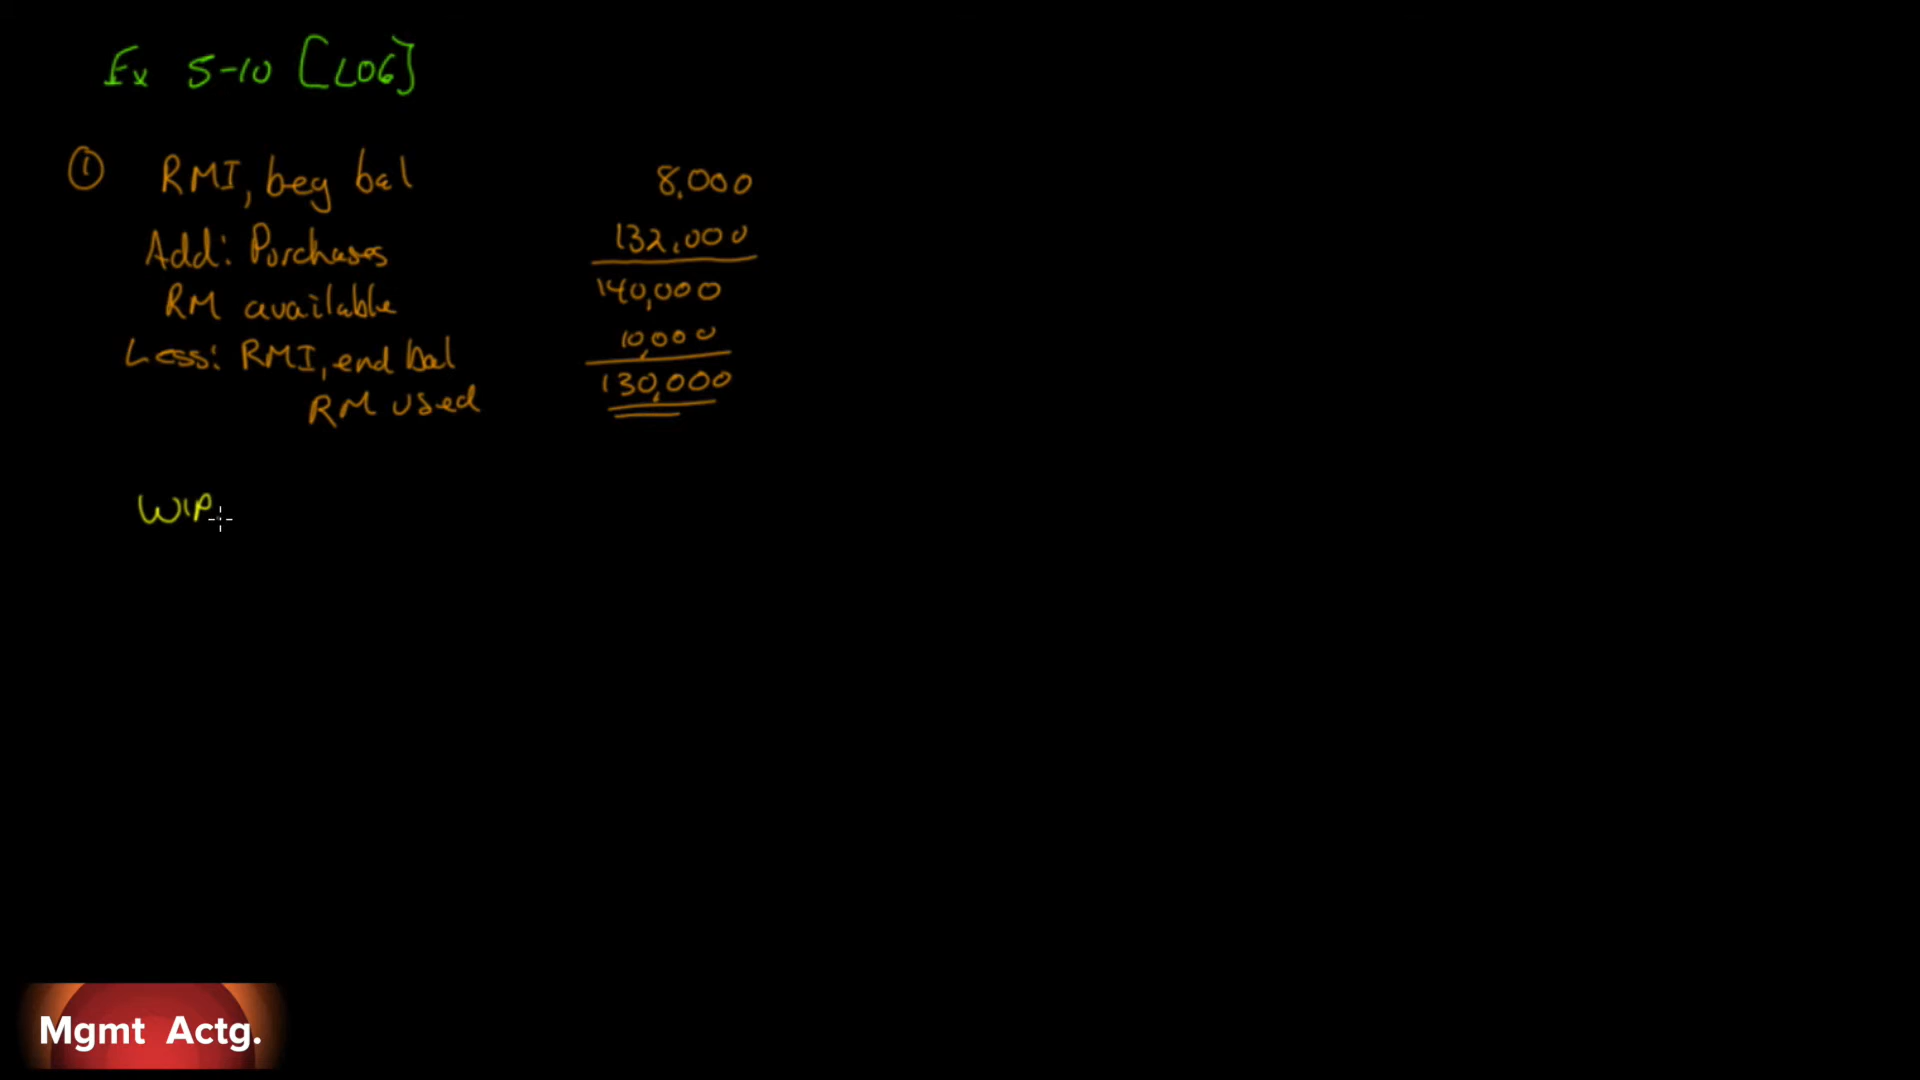 Ex 5-10 [LO6]
① RMI, beg bal 8,000
Add: Purchases 132,000
RM available 140,000
Less: RMI, end bal 10,000
RM used 130,000
WIP
Mgmt Actg.